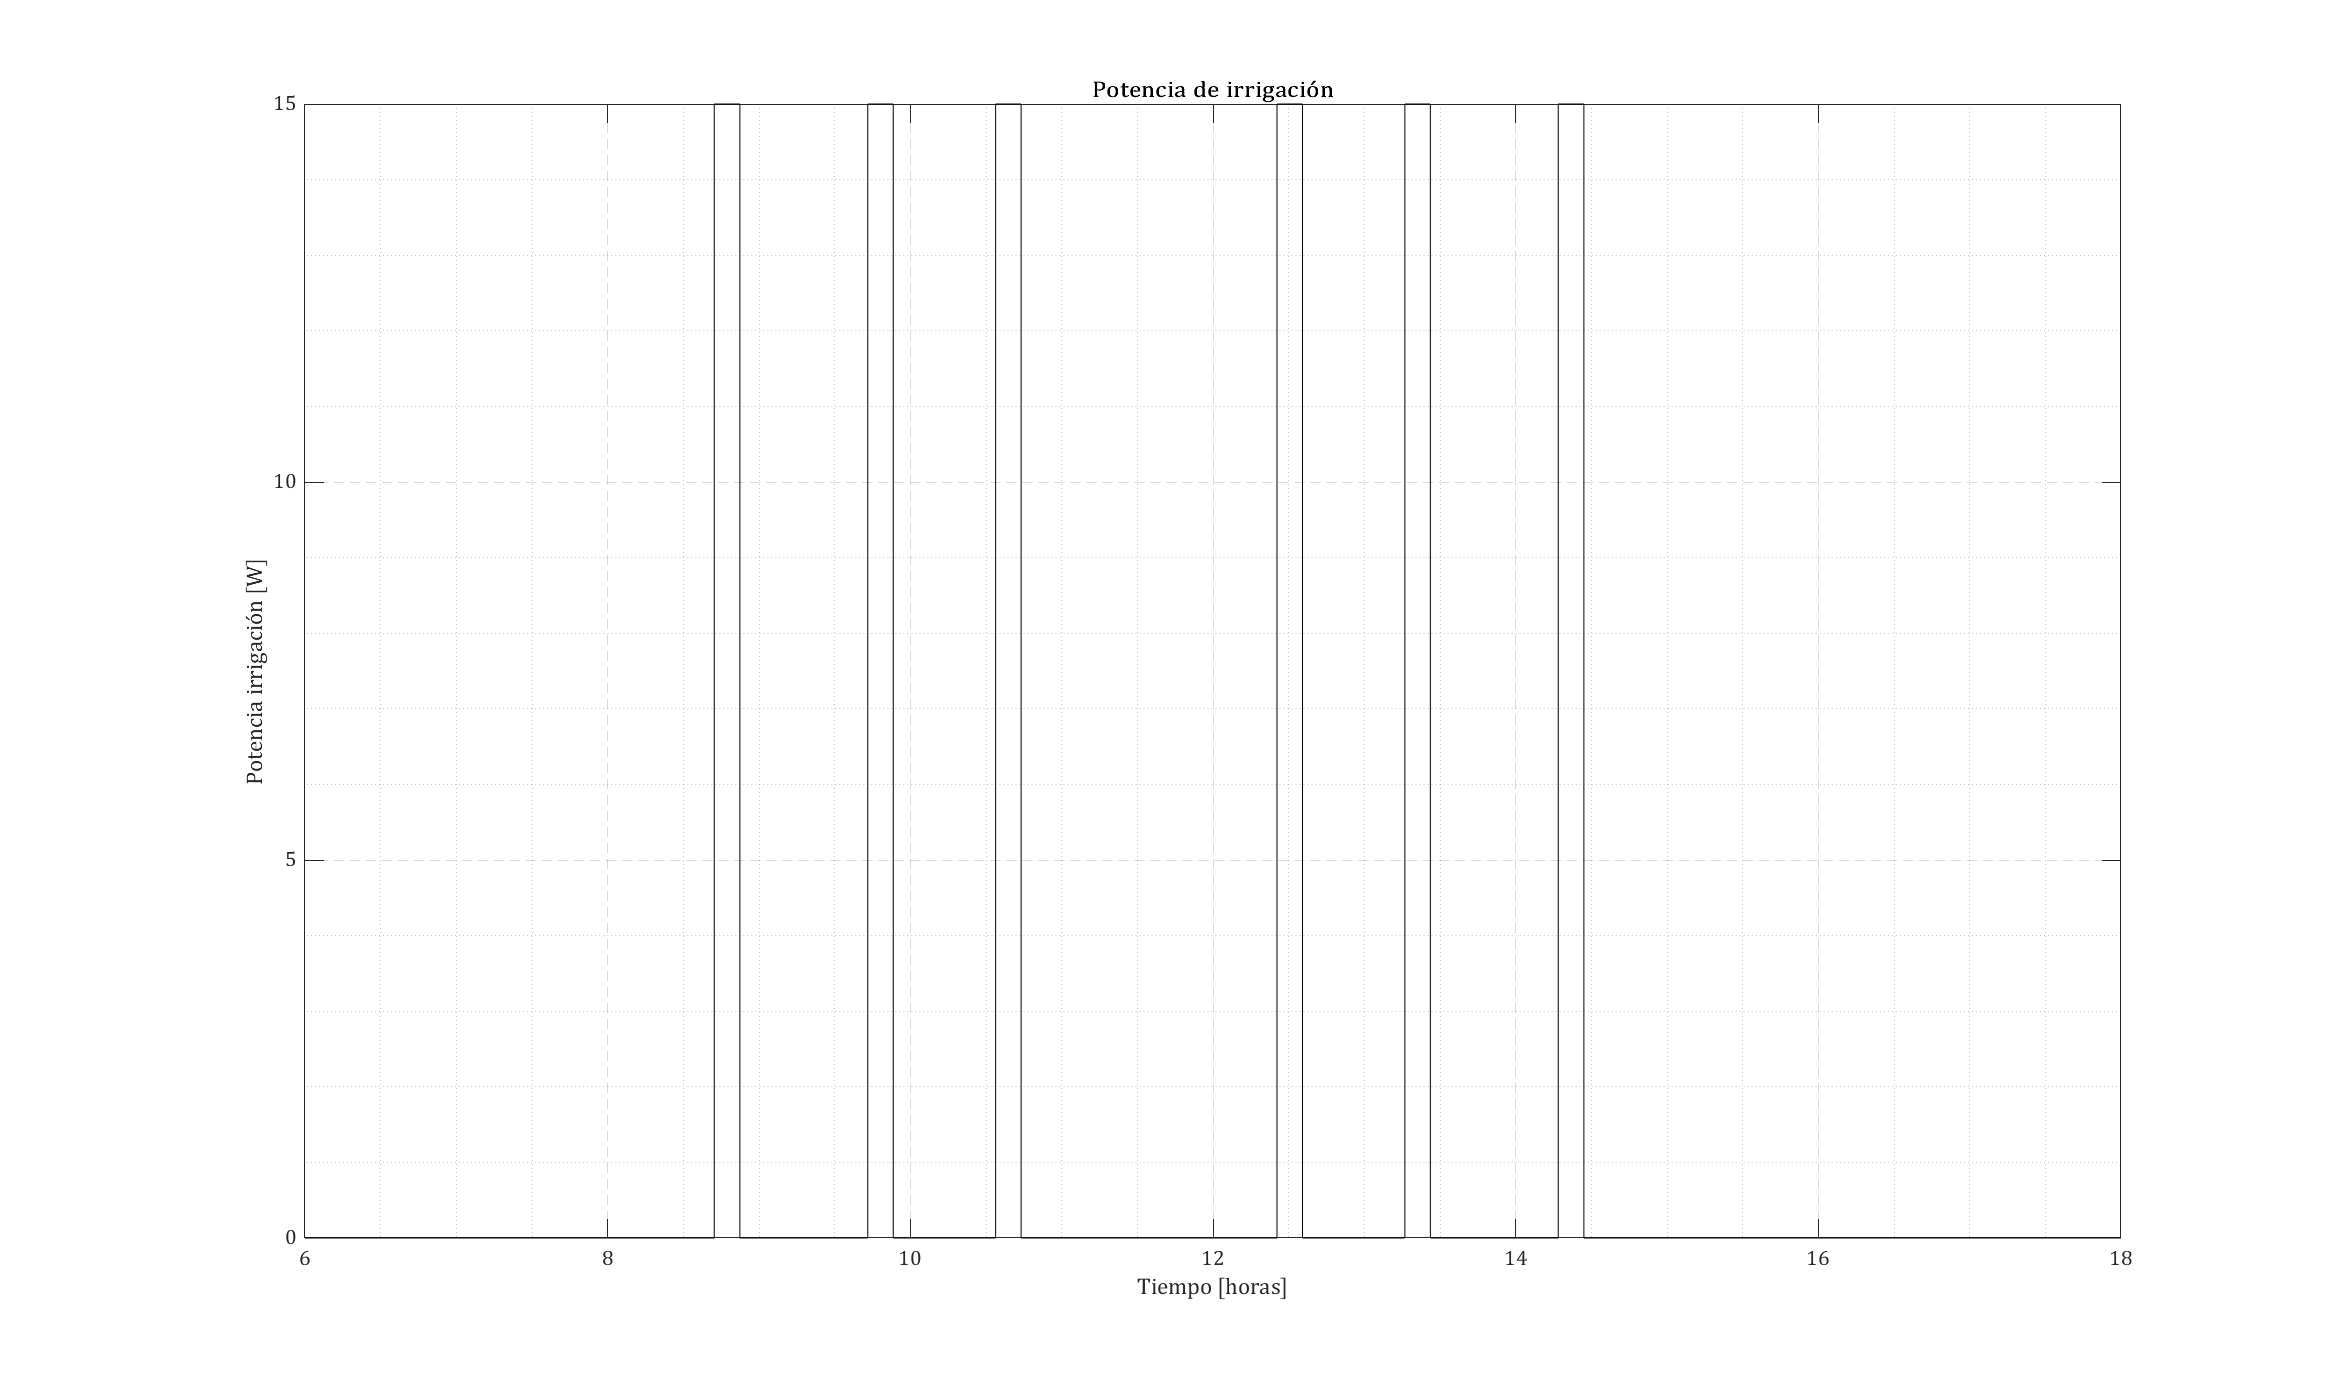 Potencia de irrigación
15
10
5
0
Potencia irrigación [W]
6 8 10 12 14 16 18
Tiempo [horas]